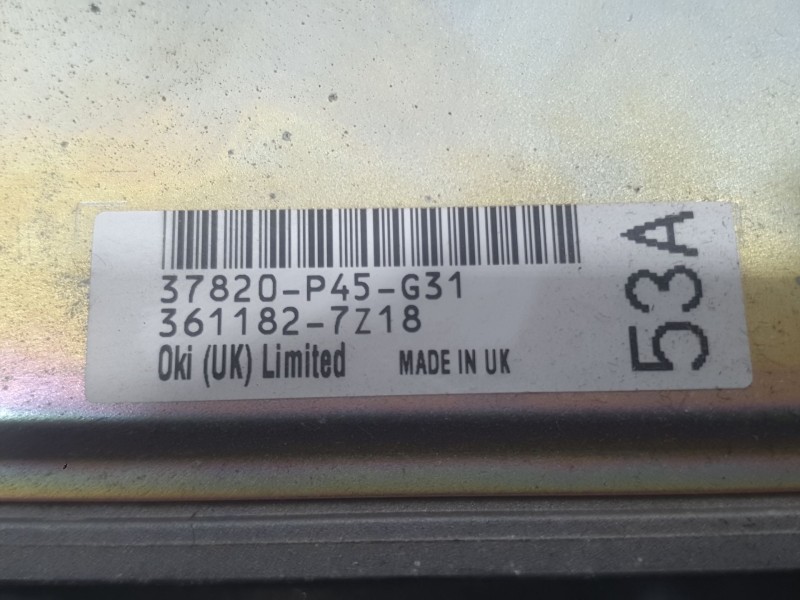 37820-P45-G31
361182-7Z18
Oki (UK) Limited MADE IN UK
53A